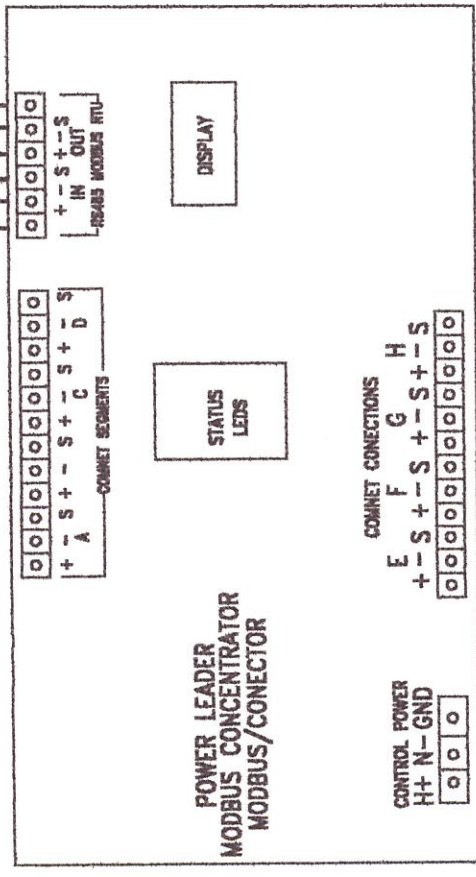 + - S + - S + - S + - S
A C D
COMNET SEGMENTS
+ - S + - S
IN OUT
RS485 MODBUS RTU
STATUS
LEDS
DISPLAY
POWER LEADER
MODBUS CONCENTRATOR
MODBUS/CONECTOR
CONTROL POWER
H+ N- GND
COMNET CONECTIONS
E F G H
+ - S + - S + - S + - S